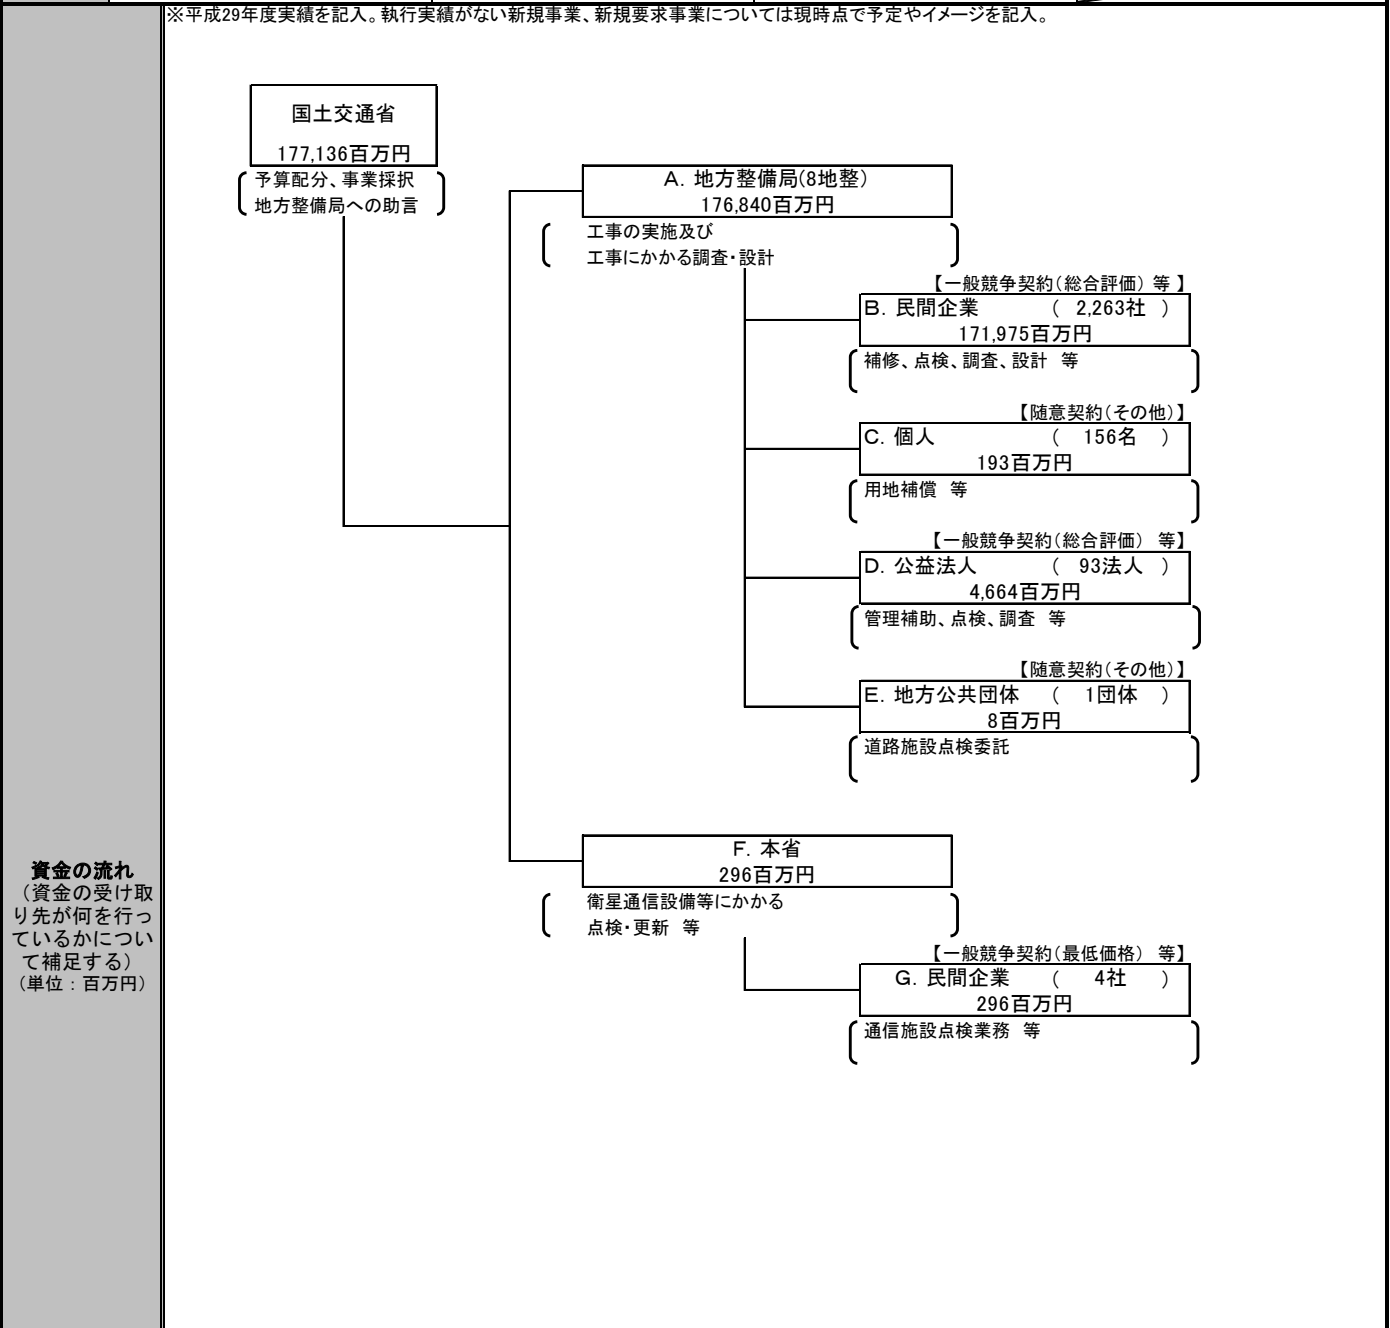 ※平成29年度実績を記入。執行実績がない新規事業、新規要求事業については現時点で予定やイメージを記入。
資金の流れ
（資金の受け取
り先が何を行っ
ているかについ
て補足する）
（単位：百万円）
国土交通省
177,136百万円
予算配分、事業採択
地方整備局への助言
A．地方整備局(8地整）
176,840百万円
工事の実施及び
工事にかかる調査・設計
【一般競争契約（総合評価） 等 】
B．民間企業 （ 2,263社 ）
171,975百万円
補修、点検、調査、設計 等
【随意契約（その他）】
C．個人 （ 156名 ）
193百万円
用地補償 等
【一般競争契約（総合評価） 等】
D．公益法人 （ 93法人 ）
4,664百万円
管理補助、点検、調査 等
【随意契約（その他）】
E．地方公共団体 （ 1団体 ）
8百万円
道路施設点検委託
F．本省
296百万円
衛星通信設備等にかかる
点検・更新 等
【一般競争契約（最低価格） 等】
G．民間企業 （ 4社 ）
296百万円
通信施設点検業務 等